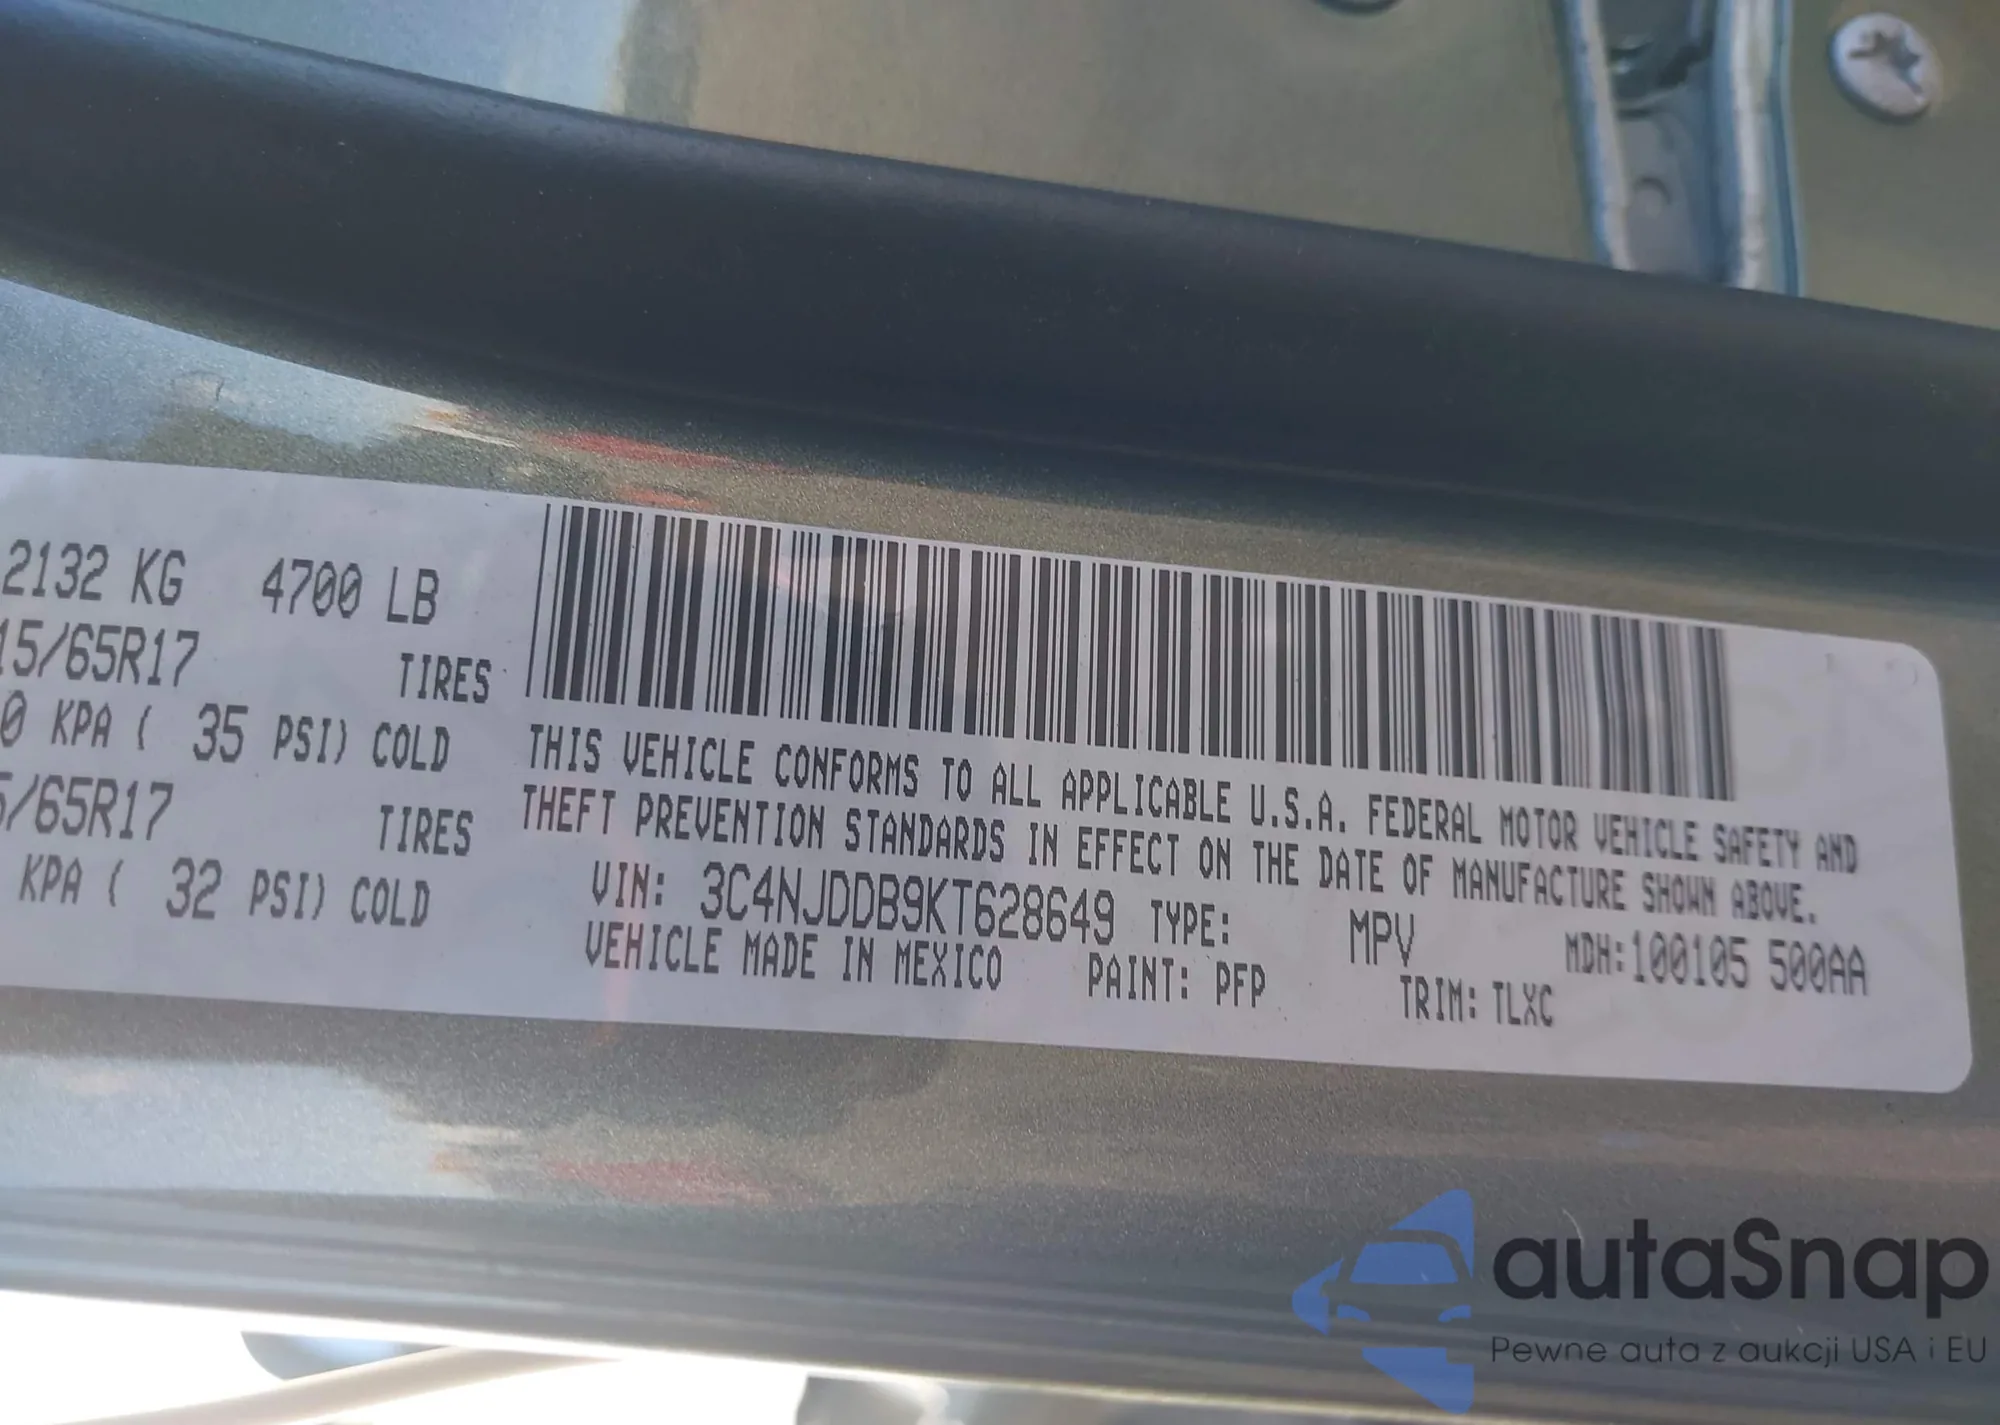 2132 KG 4700 LB
15/65R17 TIRES
0 KPA ( 35 PSI) COLD
5/65R17 TIRES
KPA ( 32 PSI) COLD
THIS VEHICLE CONFORMS TO ALL APPLICABLE U.S.A. FEDERAL MOTOR VEHICLE SAFETY AND
THEFT PREVENTION STANDARDS IN EFFECT ON THE DATE OF MANUFACTURE SHOWN ABOVE.
VIN: 3C4NJDDB9KT628649 TYPE: MPV MDH:100105 500AA
VEHICLE MADE IN MEXICO PAINT: PFP TRIM: TLXC
autaSnap
Pewne auta z aukcji USA i EU